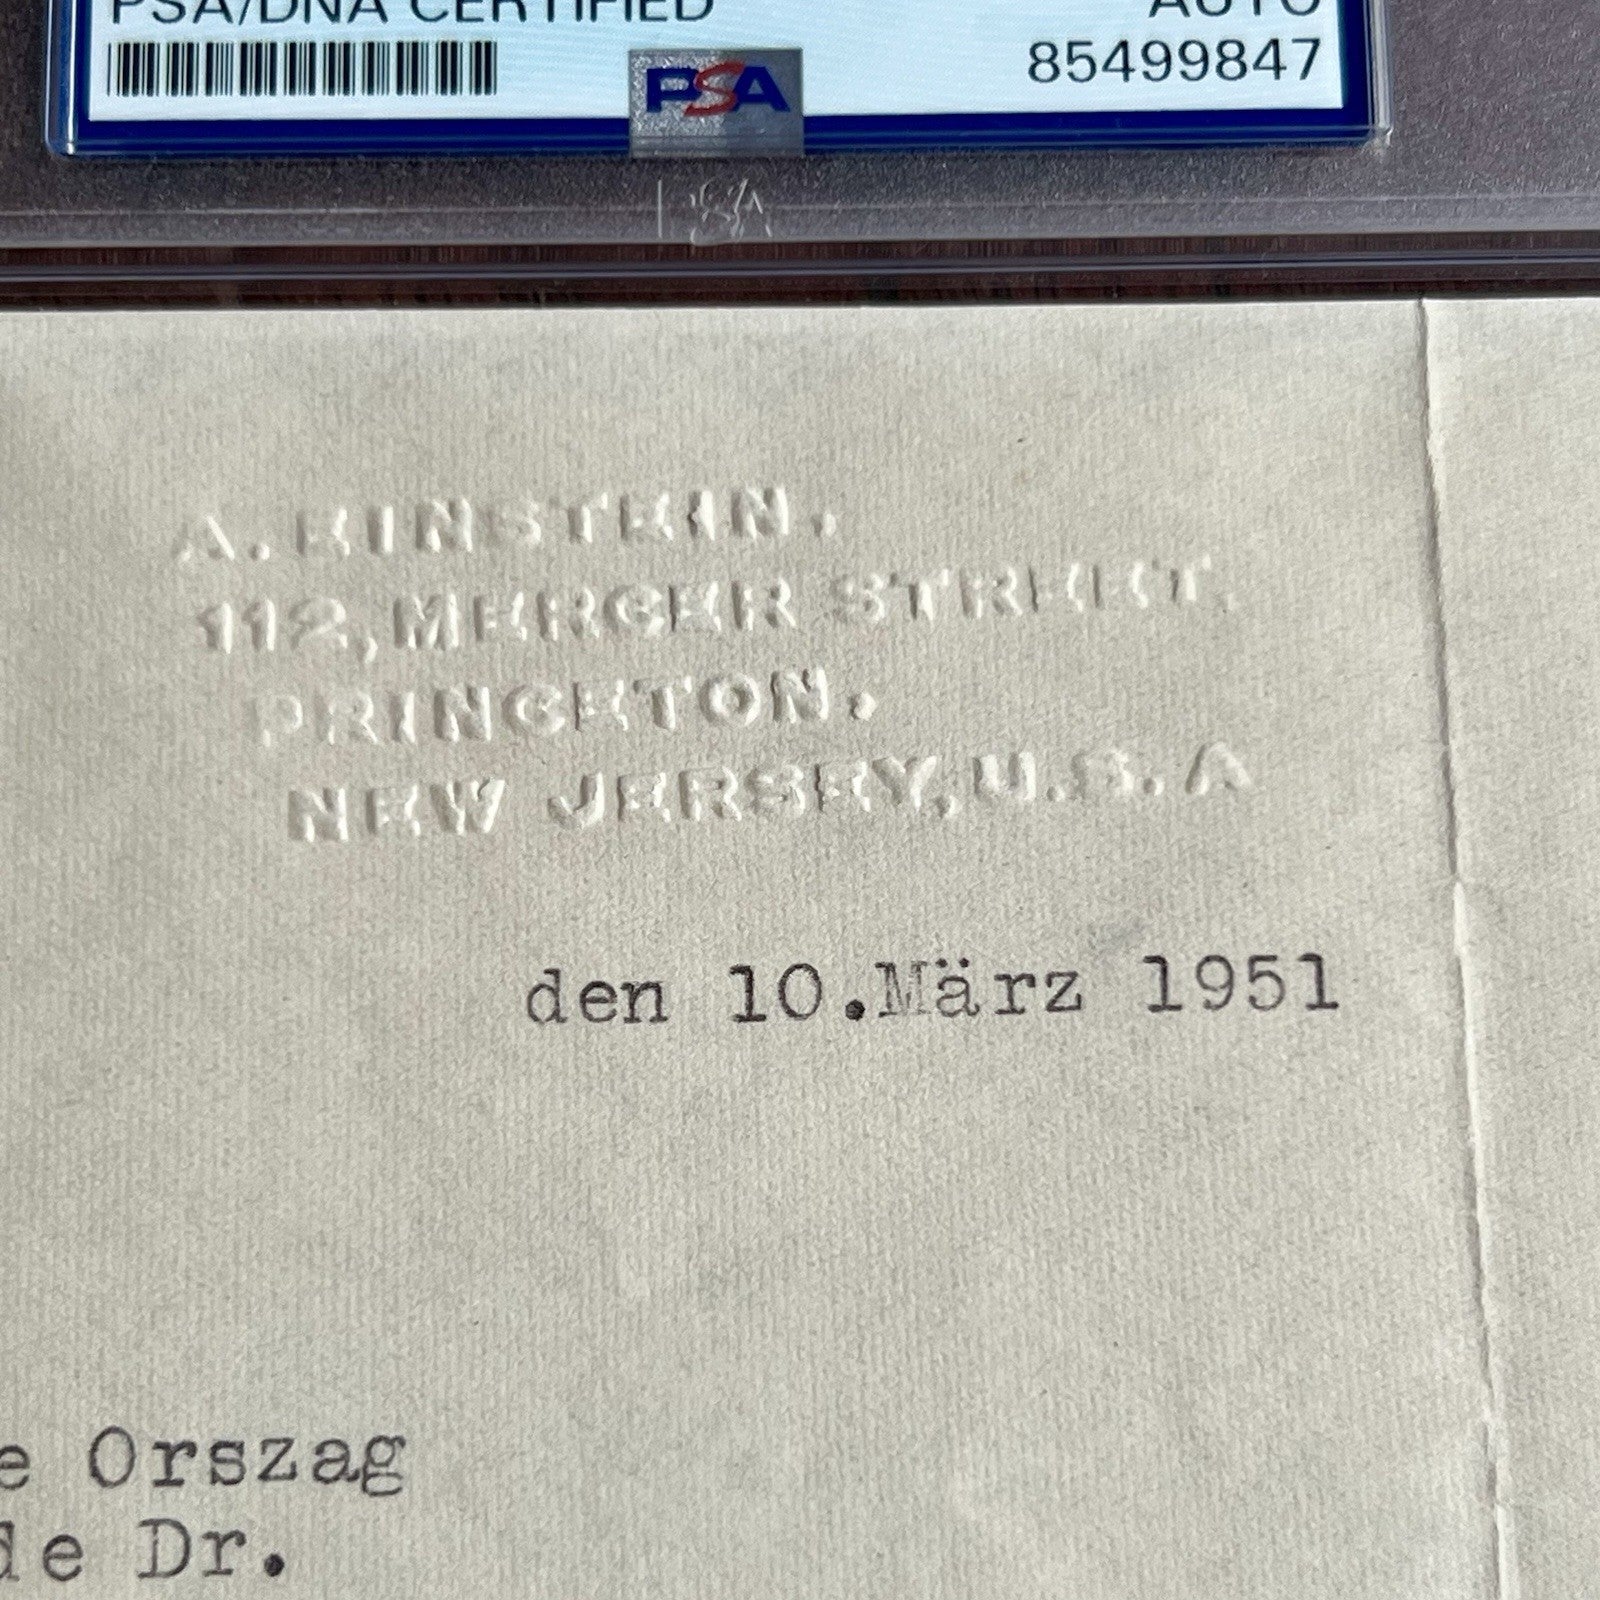 PSA/DNA CERTIFIED AUTO
85499847
PSA
A. EINSTEIN.
112, MERCER STREET.
PRINCETON.
NEW JERSEY, U.S.A
den 10.März 1951
e Orszag
de Dr.